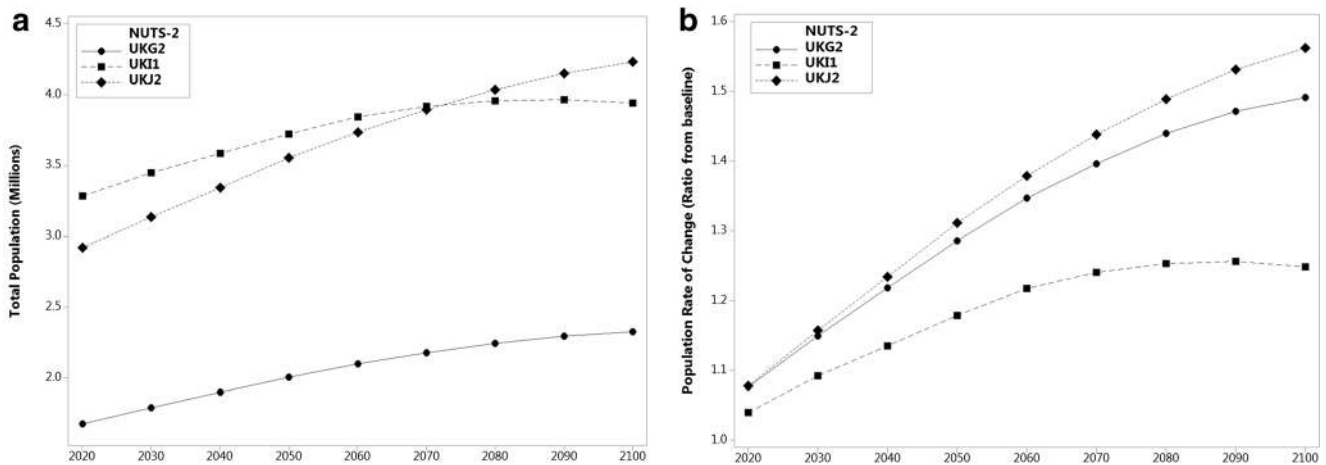 a
Total Population (Millions)
4.5
4.0
3.5
3.0
2.5
2.0
NUTS-2
UKG2
UKI1
UKJ2
2020 2030 2040 2050 2060 2070 2080 2090 2100
b
Population Rate of Change (Ratio from baseline)
1.6
1.5
1.4
1.3
1.2
1.1
1.0
NUTS-2
UKG2
UKI1
UKJ2
2020 2030 2040 2050 2060 2070 2080 2090 2100